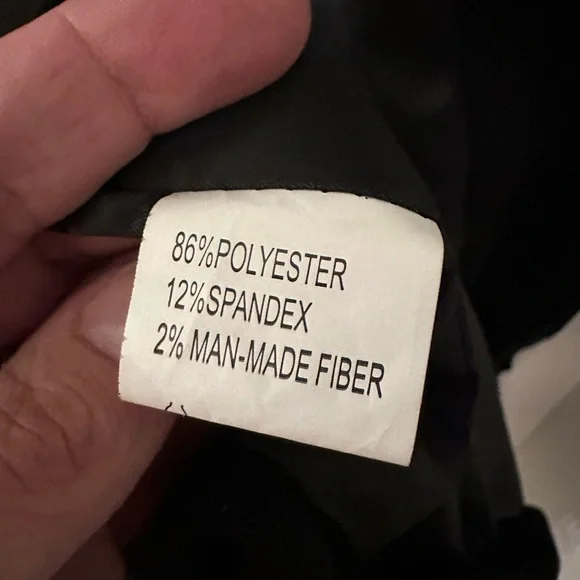 86%POLYESTER
12%SPANDEX
2% MAN-MADE FIBER